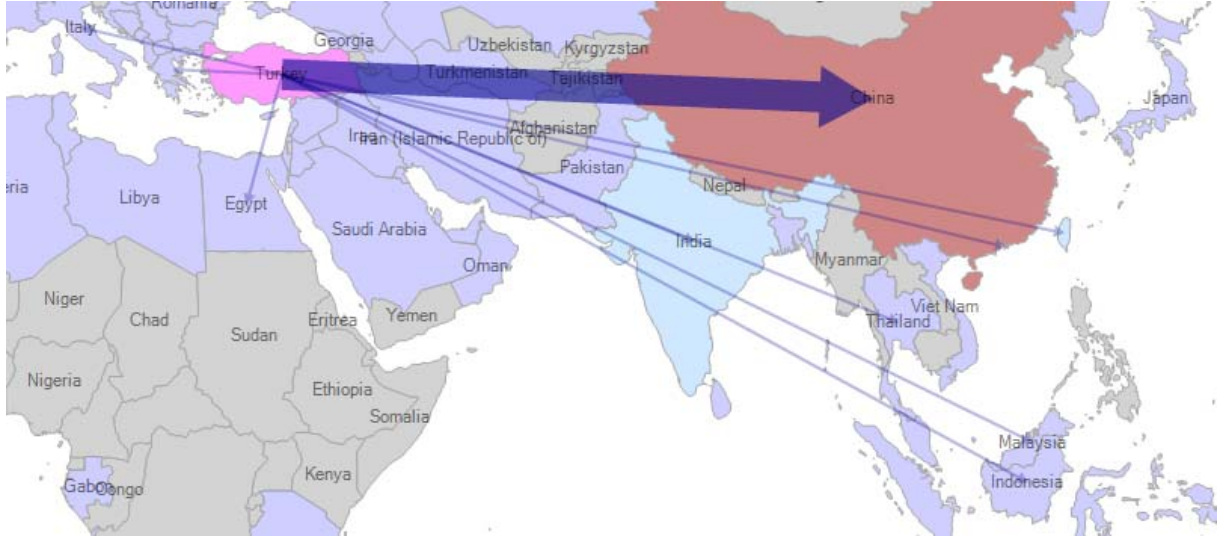 Romania
Italy
Georgia
Uzbekistan
Kyrgyzstan
Turkey
Turkmenistan
Tajikistan
China
Japan
Iraq
Iran (Islamic Republic of)
Afghanistan
Pakistan
Nepal
eria
Libya
Egypt
Saudi Arabia
India
Oman
Myanmar
Niger
Chad
Sudan
Eritrea
Yemen
Viet Nam
Thailand
Nigeria
Ethiopia
Somalia
Malaysia
Kenya
Gabon
Congo
Indonesia